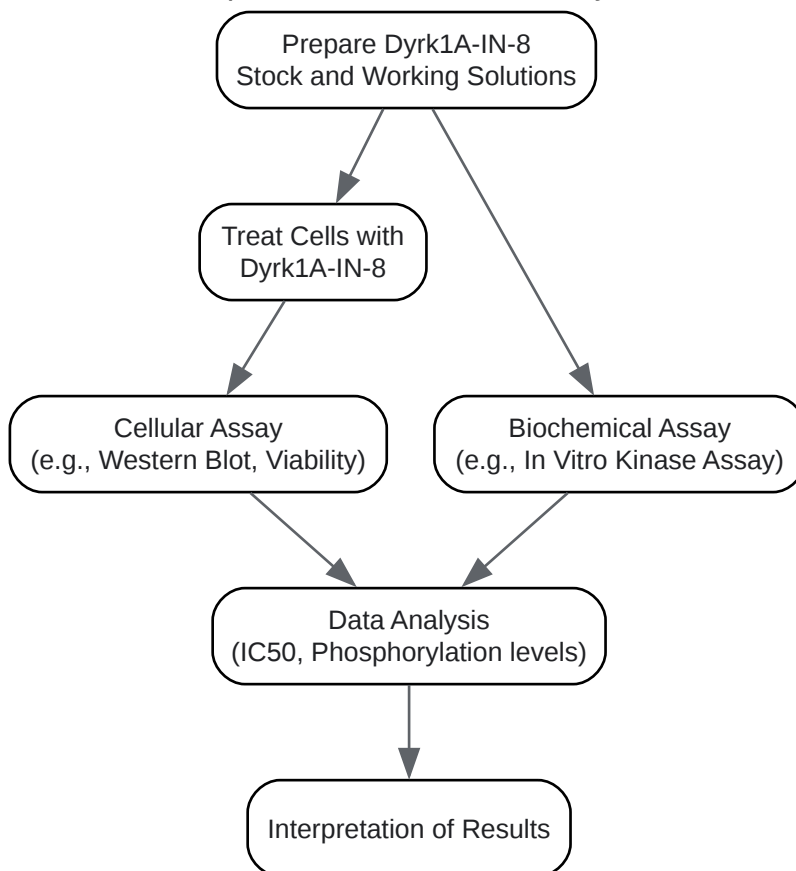 Prepare Dyrk1A-IN-8
Stock and Working Solutions
Treat Cells with
Dyrk1A-IN-8
Cellular Assay
(e.g., Western Blot, Viability)
Biochemical Assay
(e.g., In Vitro Kinase Assay)
Data Analysis
(IC50, Phosphorylation levels)
Interpretation of Results